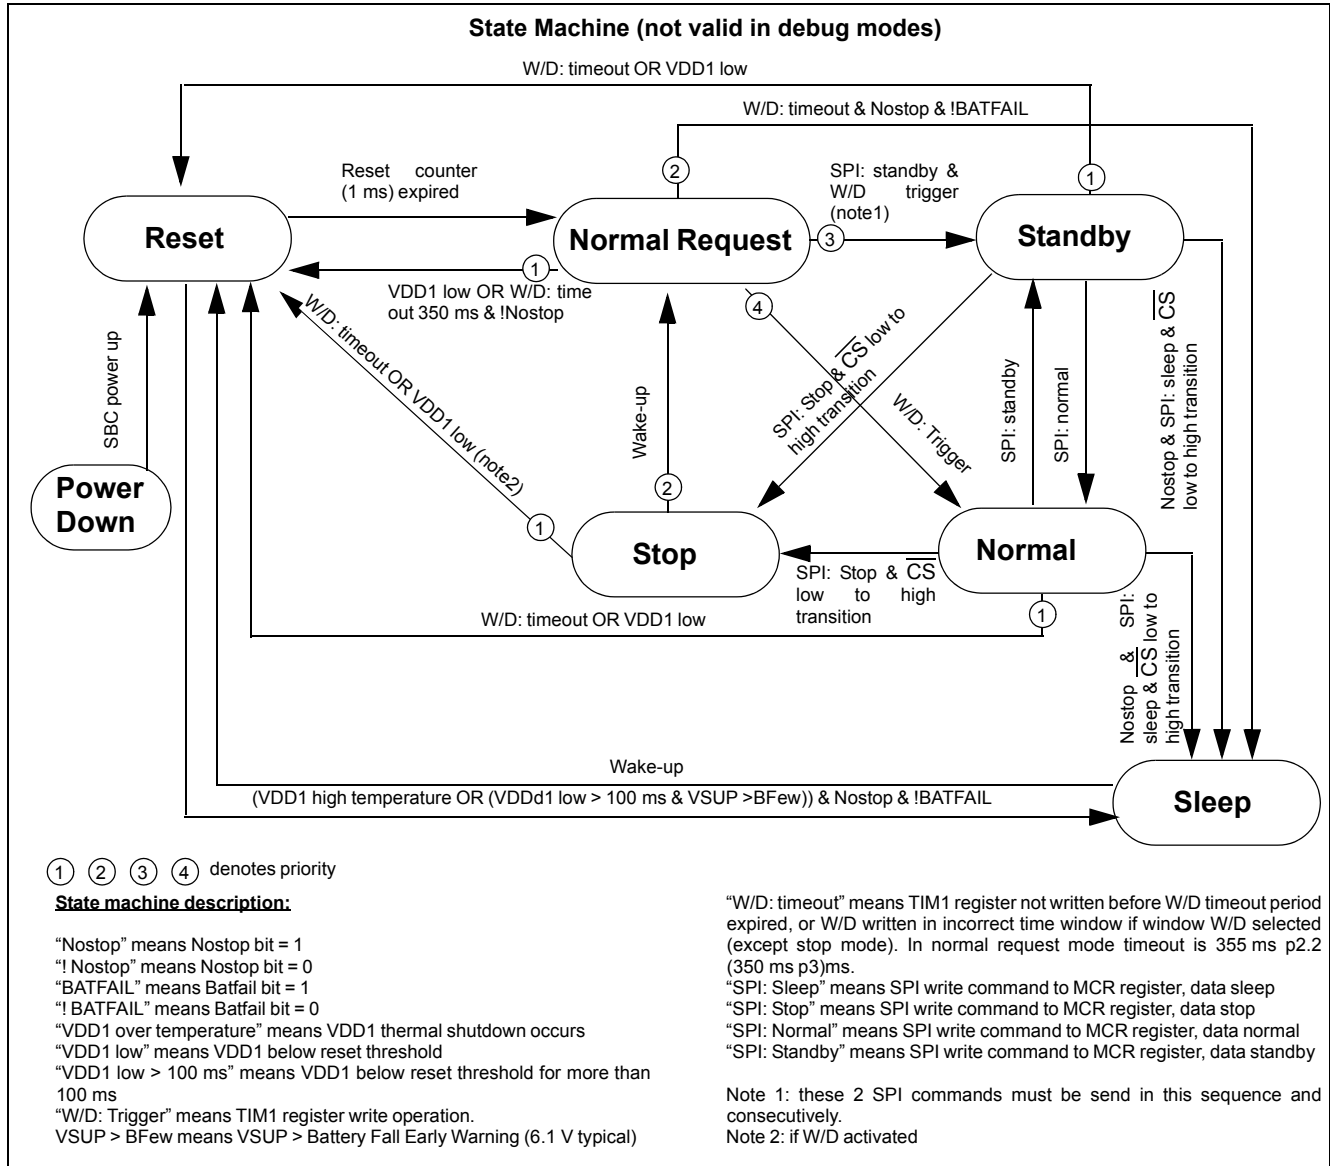 State Machine (not valid in debug modes)
W/D: timeout OR VDD1 low
W/D: timeout & Nostop & !BATFAIL
2
1
Reset counter
(1 ms) expired
SPI: standby &
W/D trigger
(note1)
Reset
Normal Request
3
Standby
1
VDD1 low OR W/D: time
out 350 ms & !Nostop
4
SBC power up
W/D: timeout OR VDD1 low (note2)
Wake-up
SPI: Stop & CS low to
high transition
W/D: Trigger
SPI: standby
SPI: normal
Nostop & SPI: sleep & CS
low to high transition
Power
Down
2
1
Stop
Normal
SPI: Stop & CS
low to high
transition
1
W/D: timeout OR VDD1 low
Nostop & SPI:
sleep & CS low to
high transition
Wake-up
(VDD1 high temperature OR (VDDd1 low > 100 ms & VSUP >BFew)) & Nostop & !BATFAIL
Sleep
1 2 3 4 denotes priority
State machine description:
“Nostop” means Nostop bit = 1
“! Nostop” means Nostop bit = 0
“BATFAIL” means Batfail bit = 1
“! BATFAIL” means Batfail bit = 0
“VDD1 over temperature” means VDD1 thermal shutdown occurs
“VDD1 low” means VDD1 below reset threshold
“VDD1 low > 100 ms” means VDD1 below reset threshold for more than
100 ms
“W/D: Trigger” means TIM1 register write operation.
VSUP > BFew means VSUP > Battery Fall Early Warning (6.1 V typical)
“W/D: timeout” means TIM1 register not written before W/D timeout period
expired, or W/D written in incorrect time window if window W/D selected
(except stop mode). In normal request mode timeout is 355 ms p2.2
(350 ms p3)ms.
“SPI: Sleep” means SPI write command to MCR register, data sleep
“SPI: Stop” means SPI write command to MCR register, data stop
“SPI: Normal” means SPI write command to MCR register, data normal
“SPI: Standby” means SPI write command to MCR register, data standby
Note 1: these 2 SPI commands must be send in this sequence and
consecutively.
Note 2: if W/D activated